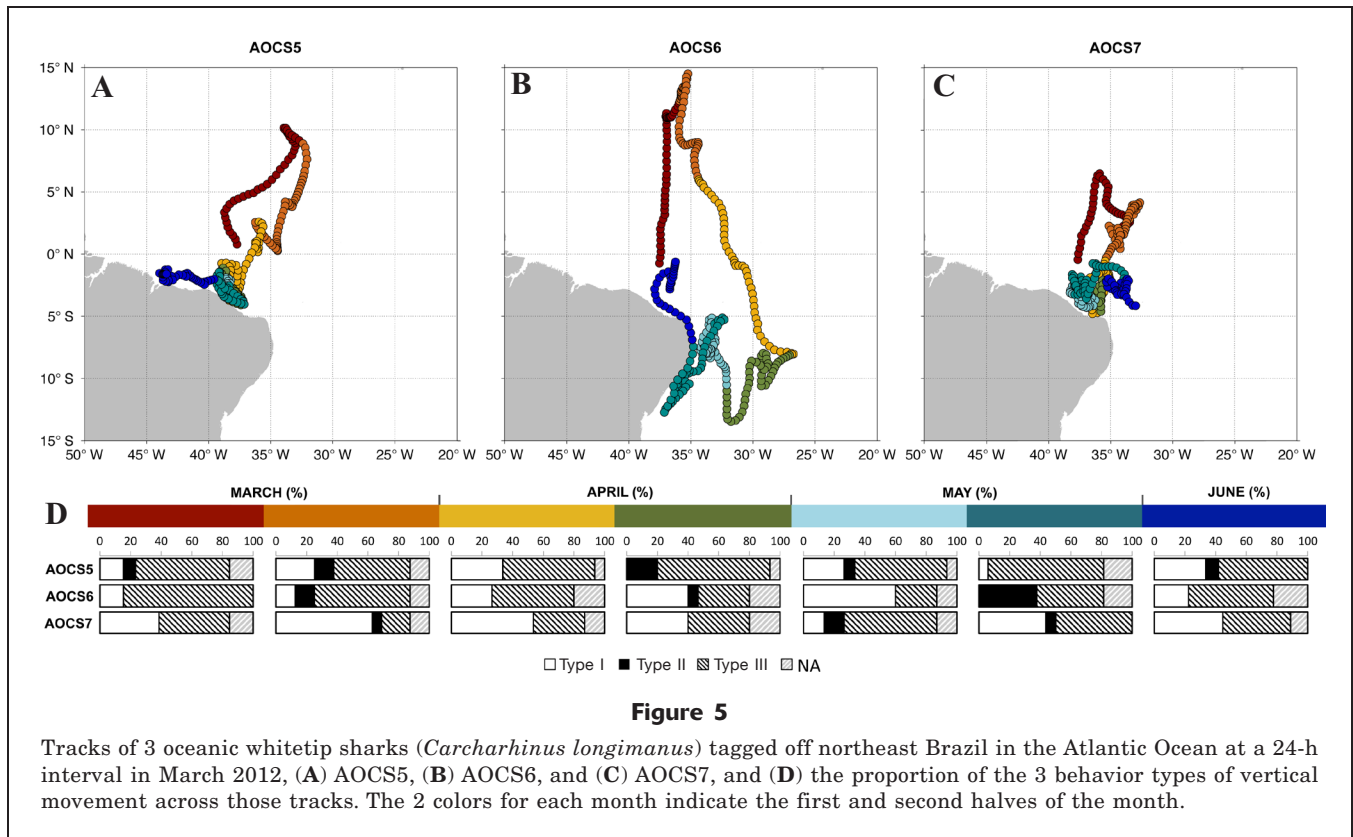 AOCS5 AOCS6 AOCS7
A B C
15° N
10° N
5° N
0° N
5° S
10° S
15° S
50° W 45° W 40° W 35° W 30° W 25° W 20° W 50° W 45° W 40° W 35° W 30° W 25° W 20° W 50° W 45° W 40° W 35° W 30° W 25° W 20° W
MARCH (%) APRIL (%) MAY (%) JUNE (%)
D
0 20 40 60 80 100 0 20 40 60 80 100 0 20 40 60 80 100 0 20 40 60 80 100 0 20 40 60 80 100 0 20 40 60 80 100 0 20 40 60 80 100
AOCS5
AOCS6
AOCS7
Type I Type II Type III NA
Figure 5
Tracks of 3 oceanic whitetip sharks (Carcharhinus longimanus) tagged off northeast Brazil in the Atlantic Ocean at a 24-h
interval in March 2012, (A) AOCS5, (B) AOCS6, and (C) AOCS7, and (D) the proportion of the 3 behavior types of vertical
movement across those tracks. The 2 colors for each month indicate the first and second halves of the month.